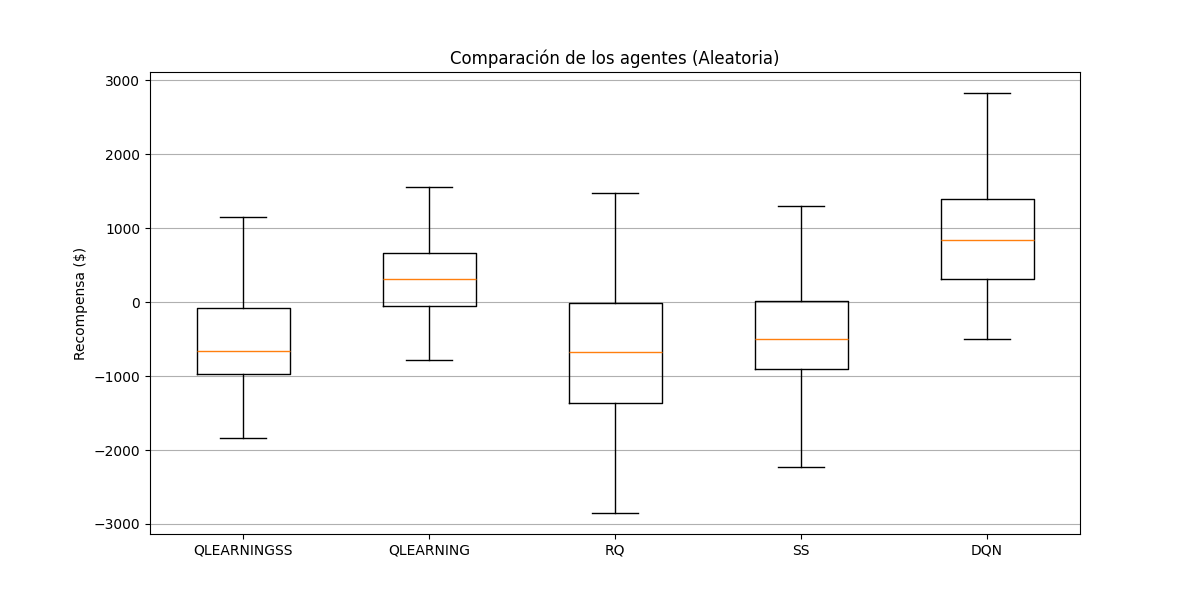 Comparación de los agentes (Aleatoria)
Recompensa ($)
3000
2000
1000
0
−1000
−2000
−3000
QLEARNINGSS
QLEARNING
RQ
SS
DQN